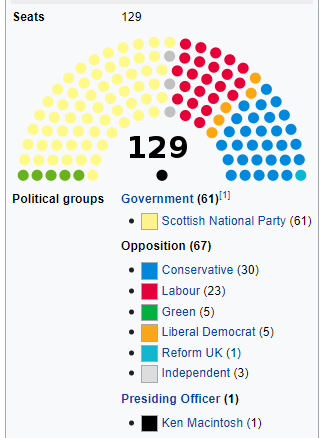 Seats 129
129
Political groups
Government (61)[1]
Scottish National Party (61)
Opposition (67)
Conservative (30)
Labour (23)
Green (5)
Liberal Democrat (5)
Reform UK (1)
Independent (3)
Presiding Officer (1)
Ken Macintosh (1)